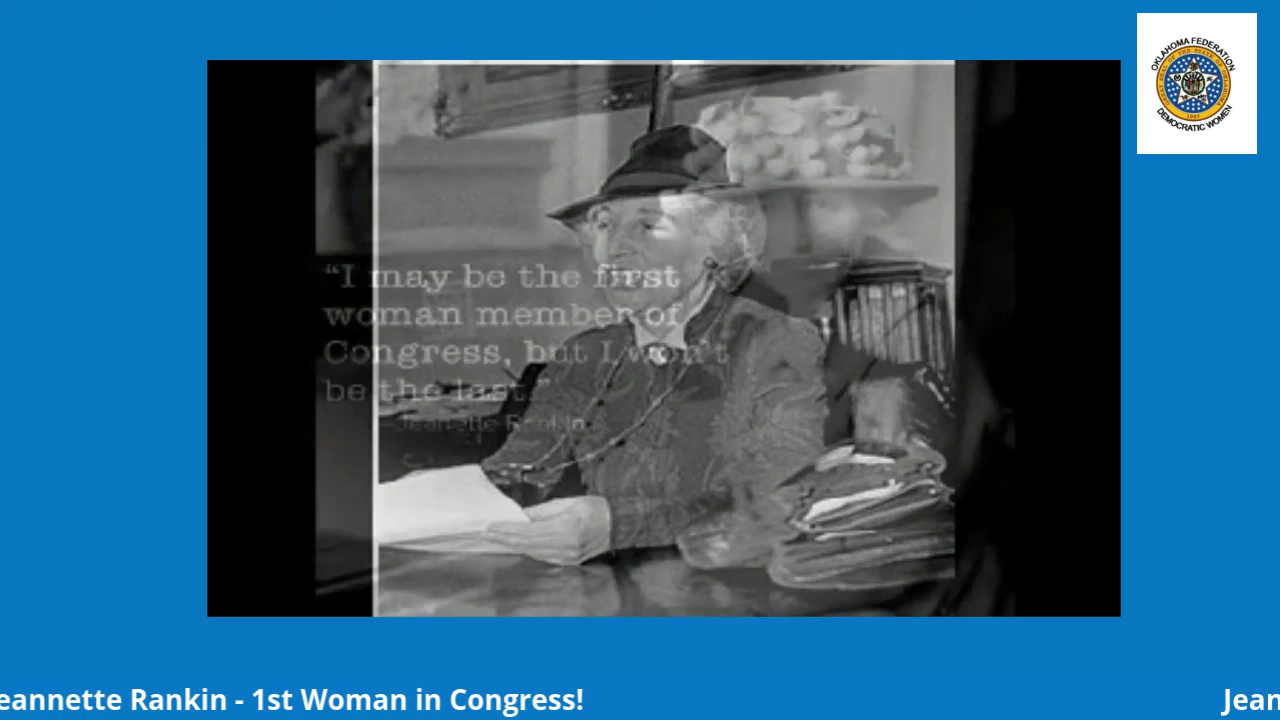 OKLAHOMA FEDERATION
DEMOCRATIC WOMEN
“I may be the first
woman member of
Congress, but I won't
be the last.”
Jeanette Rankin
eannette Rankin - 1st Woman in Congress!
Jean